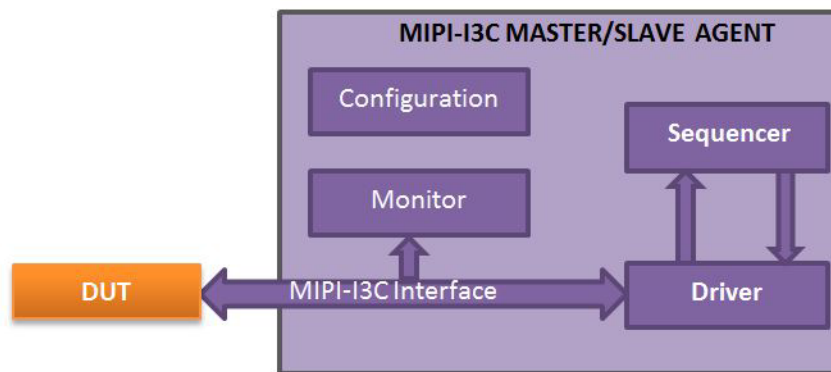 MIPI-I3C MASTER/SLAVE AGENT
Configuration
Sequencer
Monitor
DUT
MIPI-I3C Interface
Driver